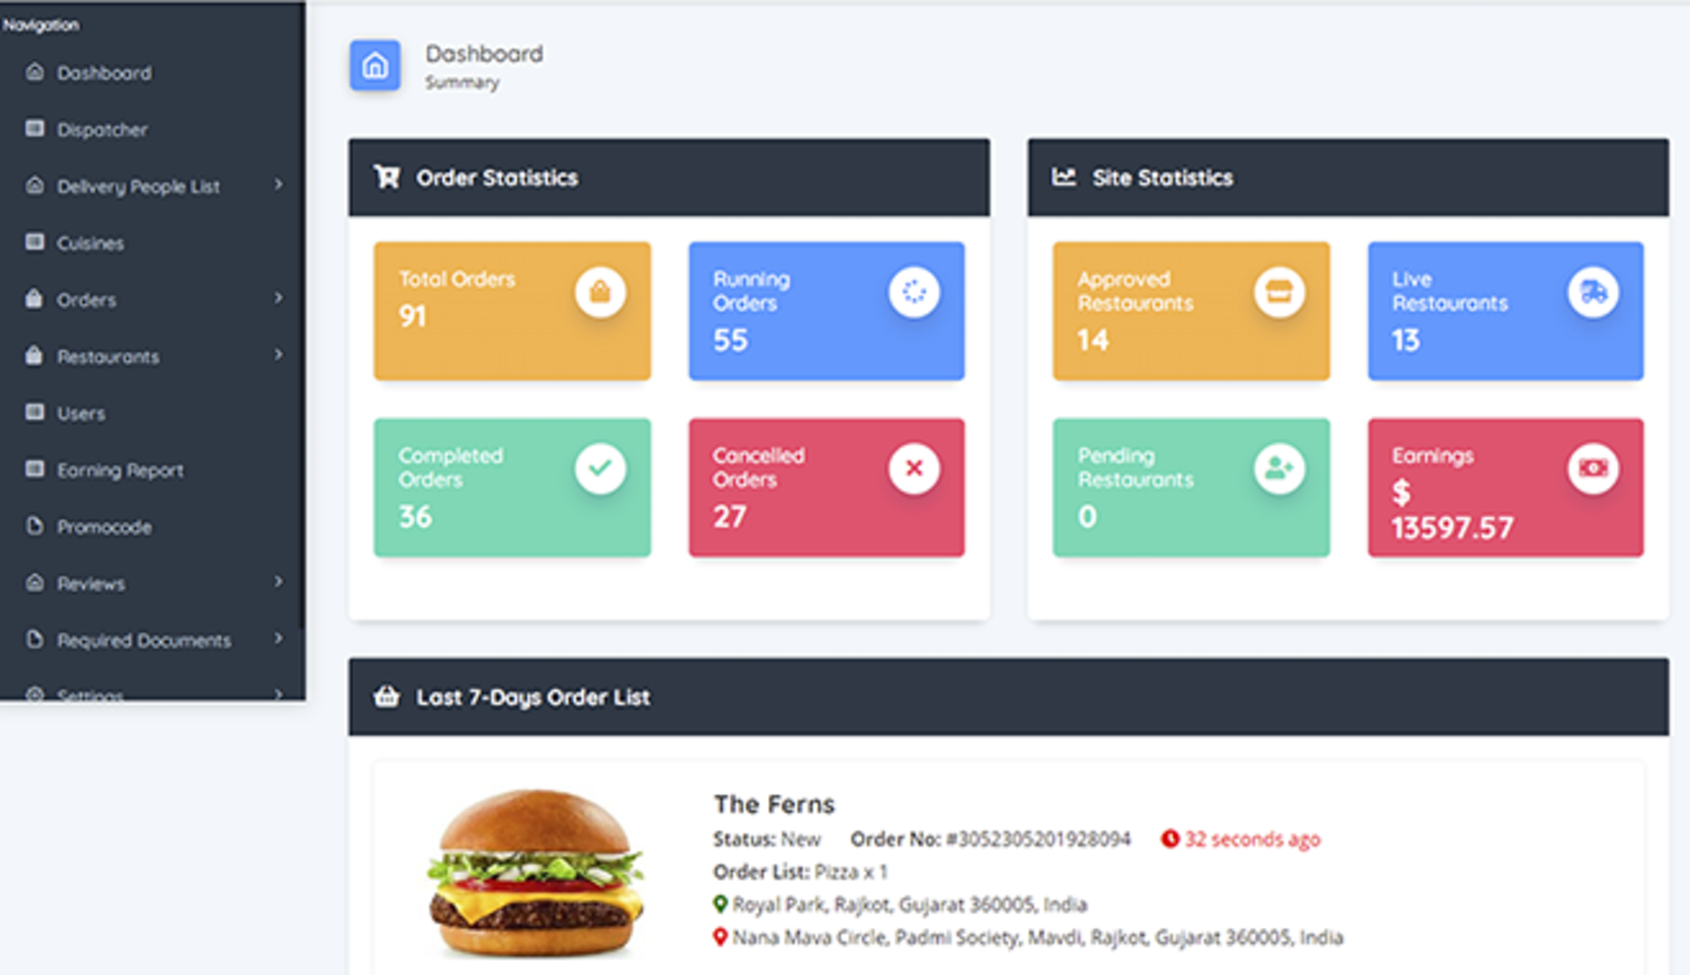 Navigation
Dashboard
Dispatcher
Delivery People List
Cuisines
Orders
Restaurants
Users
Earning Report
Promocode
Reviews
Required Documents
Settings
Dashboard
Summary
Order Statistics
Total Orders
91
Running
Orders
55
Completed
Orders
36
Cancelled
Orders
27
Site Statistics
Approved
Restaurants
14
Live
Restaurants
13
Pending
Restaurants
0
Earnings
$
13597.57
Last 7-Days Order List
The Ferns
Status: New Order No: #3052305201928094 32 seconds ago
Order List: Pizza x 1
Royal Park, Rajkot, Gujarat 360005, India
Nana Mava Circle, Padmi Society, Mavdi, Rajkot, Gujarat 360005, India